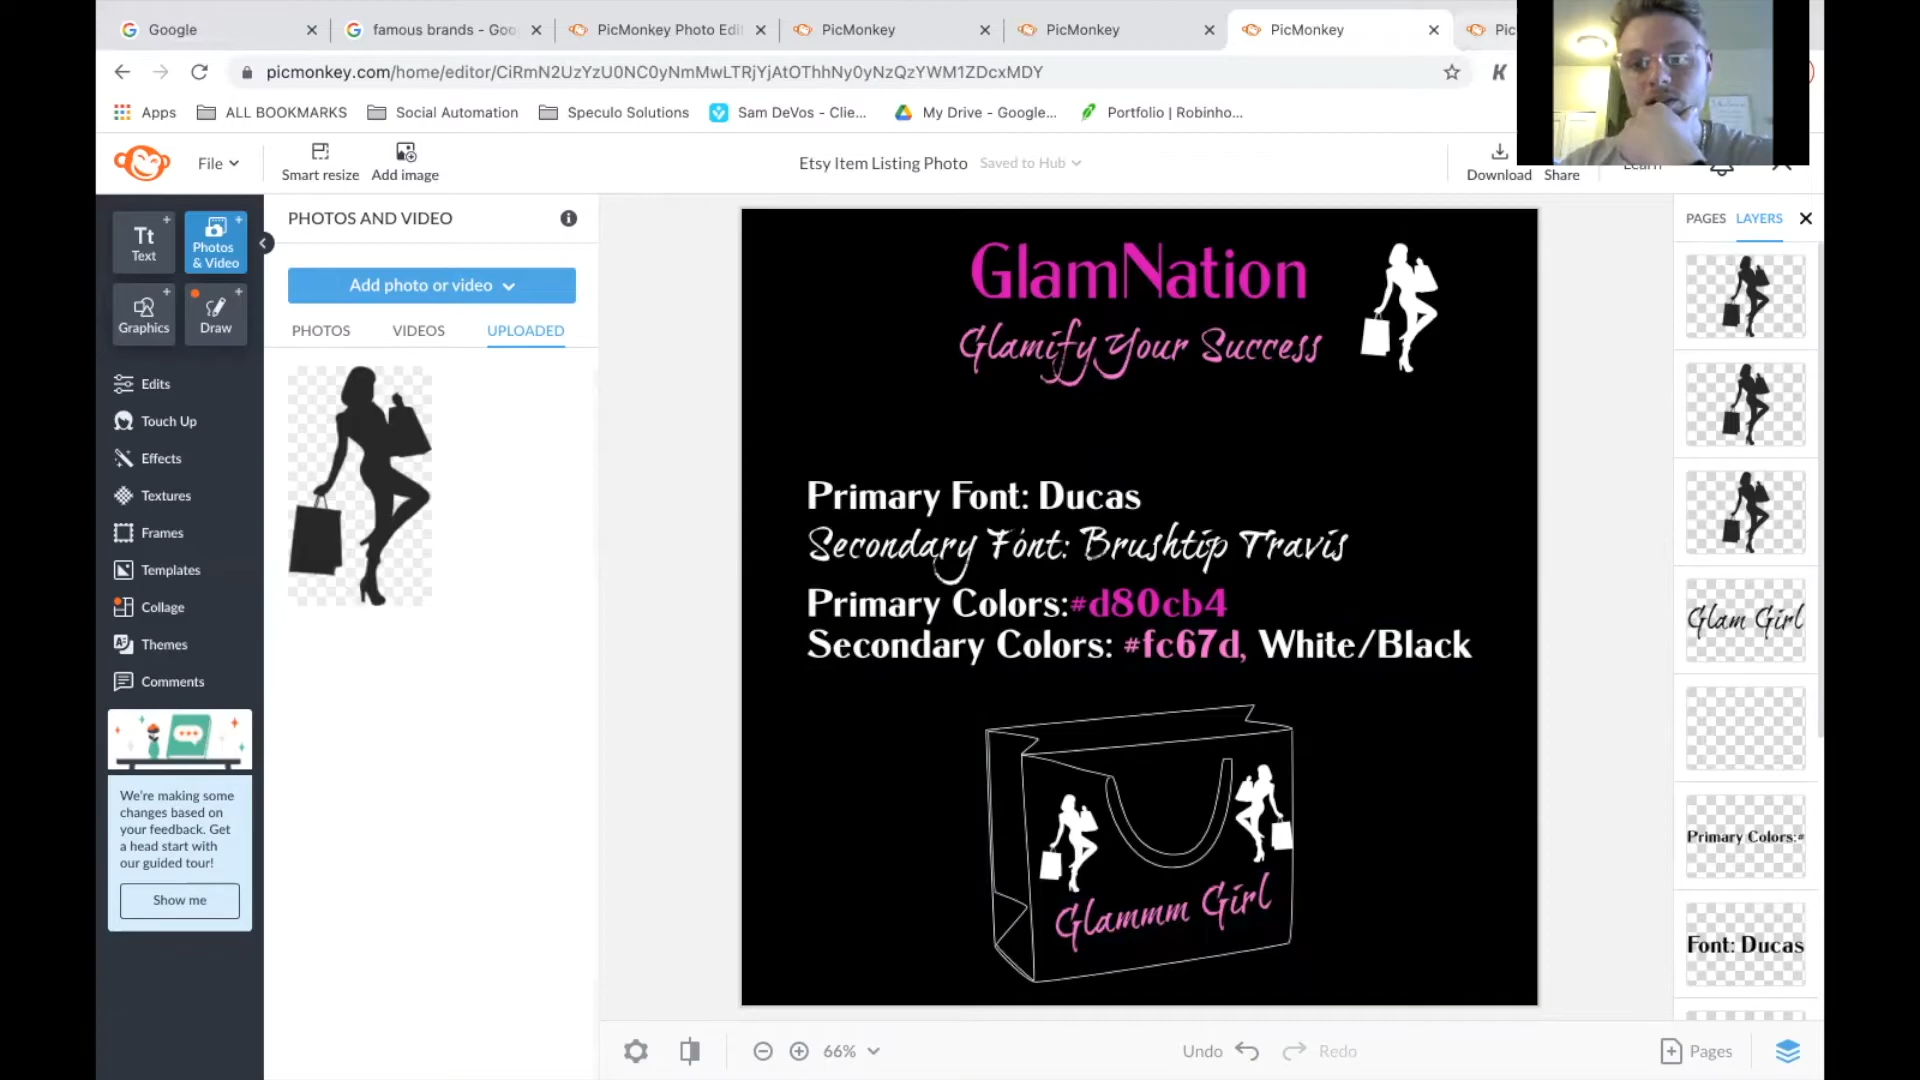 Google
famous brands - Goo
PicMonkey Photo Edit
PicMonkey
PicMonkey
PicMonkey
Pic
picmonkey.com/home/editor/CiRmN2UzYzU0NC0yNmMwLTRjYjAtOThhNy0yNzQzYWM1ZDcxMDY
Apps
ALL BOOKMARKS
Social Automation
Speculo Solutions
Sam DeVos - Clie...
My Drive - Google...
Portfolio | Robinho...
File
Smart resize
Add image
Etsy Item Listing Photo
Saved to Hub
Download
Share
Learn
Tt
Text
Photos
& Video
Graphics
Draw
Edits
Touch Up
Effects
Textures
Frames
Templates
Collage
Themes
Comments
We're making some
changes based on
your feedback. Get
a head start with
our guided tour!
Show me
PHOTOS AND VIDEO
Add photo or video
PHOTOS
VIDEOS
UPLOADED
GlamNation
Glamify Your Success
Primary Font: Ducas
Secondary Font: Brushtip Travis
Primary Colors:#d80cb4
Secondary Colors: #fc67d, White/Black
Glammm Girl
PAGES
LAYERS
Glam Girl
Primary Colors:#
Font: Ducas
66%
Undo
Redo
Pages